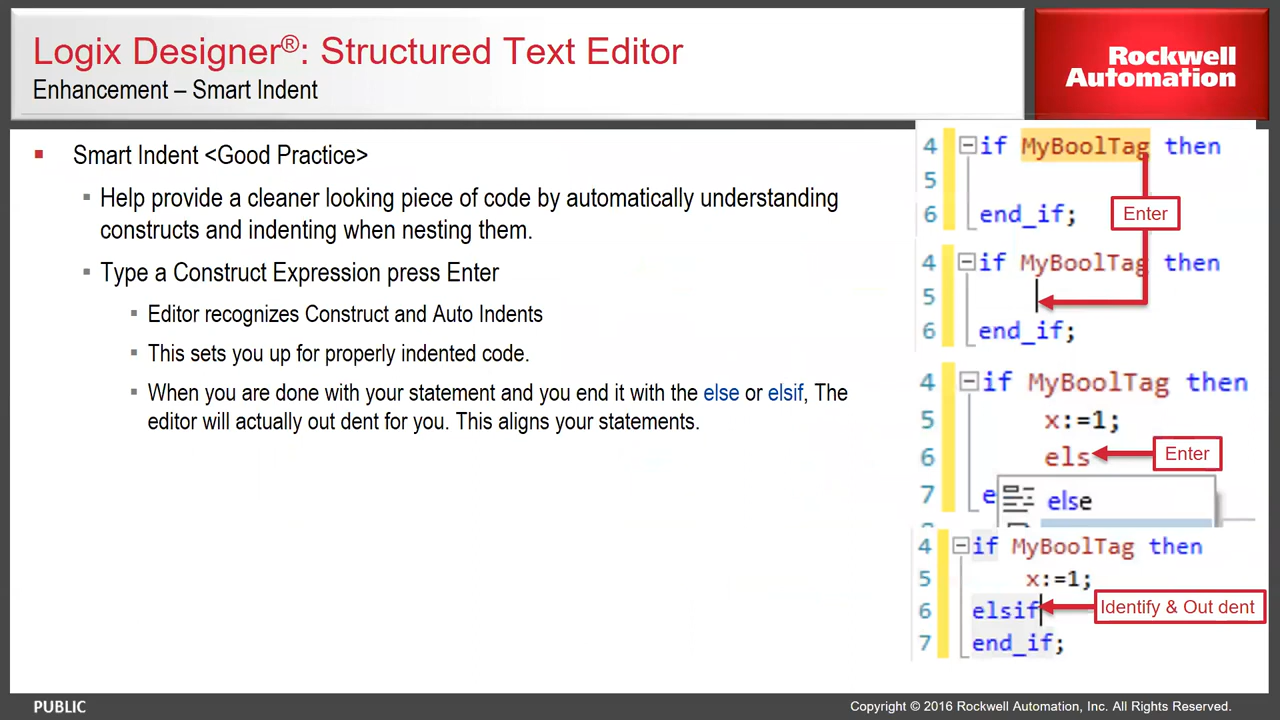 Logix Designer®: Structured Text Editor
Enhancement – Smart Indent
Rockwell
Automation
Smart Indent <Good Practice>
Help provide a cleaner looking piece of code by automatically understanding
constructs and indenting when nesting them.
Type a Construct Expression press Enter
Editor recognizes Construct and Auto Indents
This sets you up for properly indented code.
When you are done with your statement and you end it with the else or elsif, The
editor will actually out dent for you. This aligns your statements.
4 if MyBoolTag then
5
Enter
6 end_if;
4 if MyBoolTag then
5
6 end_if;
4 if MyBoolTag then
5 x:=1;
6 els
Enter
7 e
else
4 if MyBoolTag then
5 x:=1;
6 elsif
Identify & Out dent
7 end_if;
PUBLIC
Copyright © 2016 Rockwell Automation, Inc. All Rights Reserved.